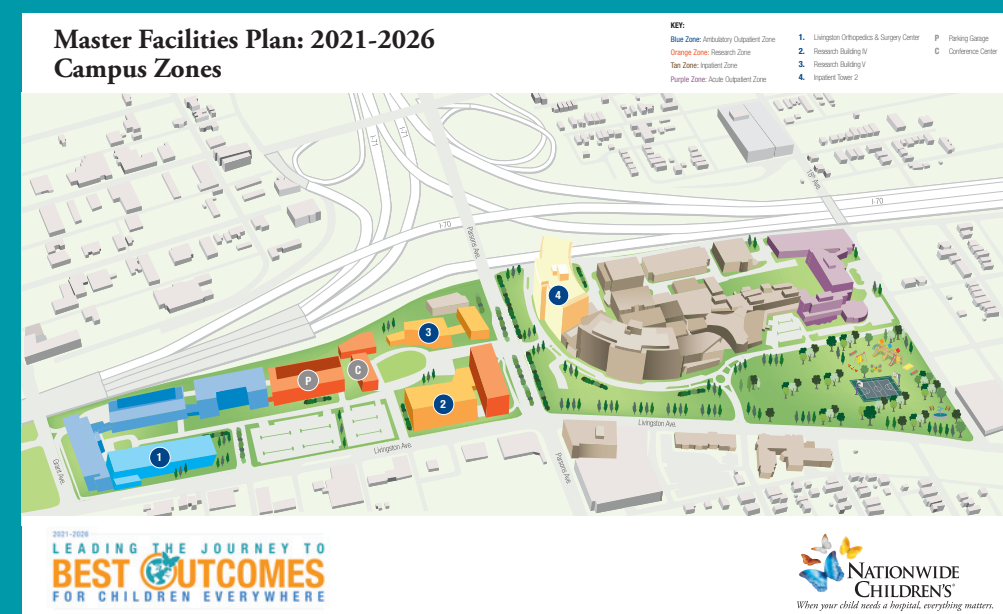 Master Facilities Plan: 2021-2026
Campus Zones
KEY:
Blue Zone: Ambulatory Outpatient Zone
Orange Zone: Research Zone
Tan Zone: Inpatient Zone
Purple Zone: Acute Outpatient Zone
1. Livingston Orthopedics & Surgery Center
2. Research Building IV
3. Research Building V
4. Inpatient Tower 2
P Parking Garage
C Conference Center
I-71
I-71
18th Ave.
I-70
I-70
Parsons Ave.
4
3
C
P
2
1
Livingston Ave.
Livingston Ave.
Grant Ave.
Parsons Ave.
2021-2026
LEADING THE JOURNEY TO
BEST OUTCOMES
FOR CHILDREN EVERYWHERE
NATIONWIDE
CHILDREN'S®
When your child needs a hospital, everything matters.